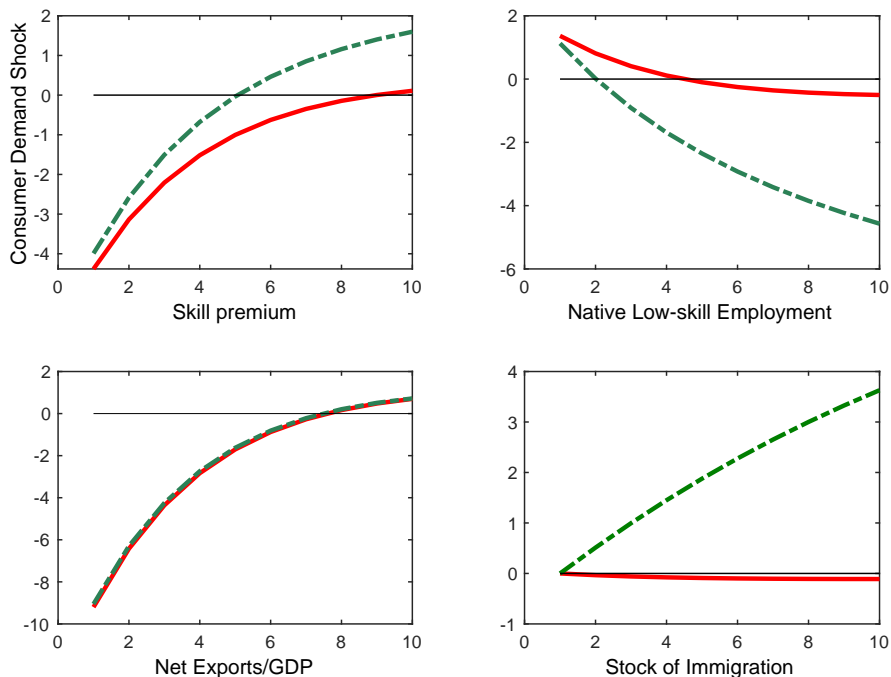 Consumer Demand Shock
2
1
0
-1
-2
-3
-4
0 2 4 6 8 10
Skill premium
2
0
-2
-4
-6
0 2 4 6 8 10
Native Low-skill Employment
2
0
-2
-4
-6
-8
-10
0 2 4 6 8 10
Net Exports/GDP
4
3
2
1
0
-1
0 2 4 6 8 10
Stock of Immigration